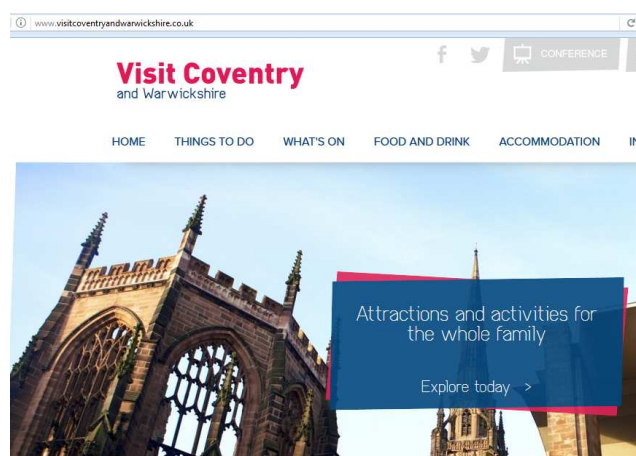 www.visitcoventryandwarwickshire.co.uk
CONFERENCE
Visit Coventry
and Warwickshire
HOME THINGS TO DO WHAT'S ON FOOD AND DRINK ACCOMMODATION
Attractions and activities for
the whole family
Explore today >